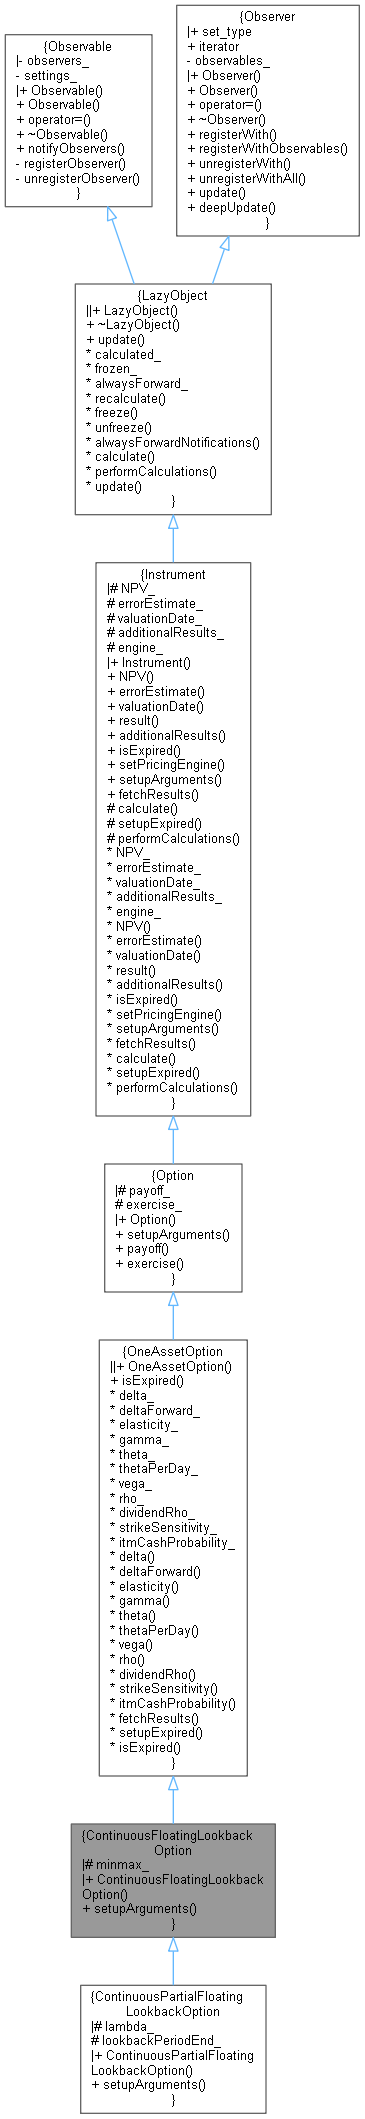 {Observable
|- observers_
- settings_
|+ Observable()
+ Observable()
+ operator=()
+ ~Observable()
+ notifyObservers()
- registerObserver()
- unregisterObserver()
}
{Observer
|+ set_type
+ iterator
- observables_
|+ Observer()
+ Observer()
+ operator=()
+ ~Observer()
+ registerWith()
+ registerWithObservables()
+ unregisterWith()
+ unregisterWithAll()
+ update()
+ deepUpdate()
}
{LazyObject
||+ LazyObject()
+ ~LazyObject()
+ update()
* calculated_
* frozen_
* alwaysForward_
* recalculate()
* freeze()
* unfreeze()
* alwaysForwardNotifications()
* calculate()
* performCalculations()
* update()
}
{Instrument
|# NPV_
# errorEstimate_
# valuationDate_
# additionalResults_
# engine_
|+ Instrument()
+ NPV()
+ errorEstimate()
+ valuationDate()
+ result()
+ additionalResults()
+ isExpired()
+ setPricingEngine()
+ setupArguments()
+ fetchResults()
# calculate()
# setupExpired()
# performCalculations()
* NPV_
* errorEstimate_
* valuationDate_
* additionalResults_
* engine_
* NPV()
* errorEstimate()
* valuationDate()
* result()
* additionalResults()
* isExpired()
* setPricingEngine()
* setupArguments()
* fetchResults()
* calculate()
* setupExpired()
* performCalculations()
}
{Option
|# payoff_
# exercise_
|+ Option()
+ setupArguments()
+ payoff()
+ exercise()
}
{OneAssetOption
||+ OneAssetOption()
+ isExpired()
* delta_
* deltaForward_
* elasticity_
* gamma_
* theta_
* thetaPerDay_
* vega_
* rho_
* dividendRho_
* strikeSensitivity_
* itmCashProbability_
* delta()
* deltaForward()
* elasticity()
* gamma()
* theta()
* thetaPerDay()
* vega()
* rho()
* dividendRho()
* strikeSensitivity()
* itmCashProbability()
* fetchResults()
* setupExpired()
* isExpired()
}
{ContinuousFloatingLookback
Option
|# minmax_
|+ ContinuousFloatingLookback
Option()
+ setupArguments()
}
{ContinuousPartialFloating
LookbackOption
|# lambda_
# lookbackPeriodEnd_
|+ ContinuousPartialFloating
LookbackOption()
+ setupArguments()
}